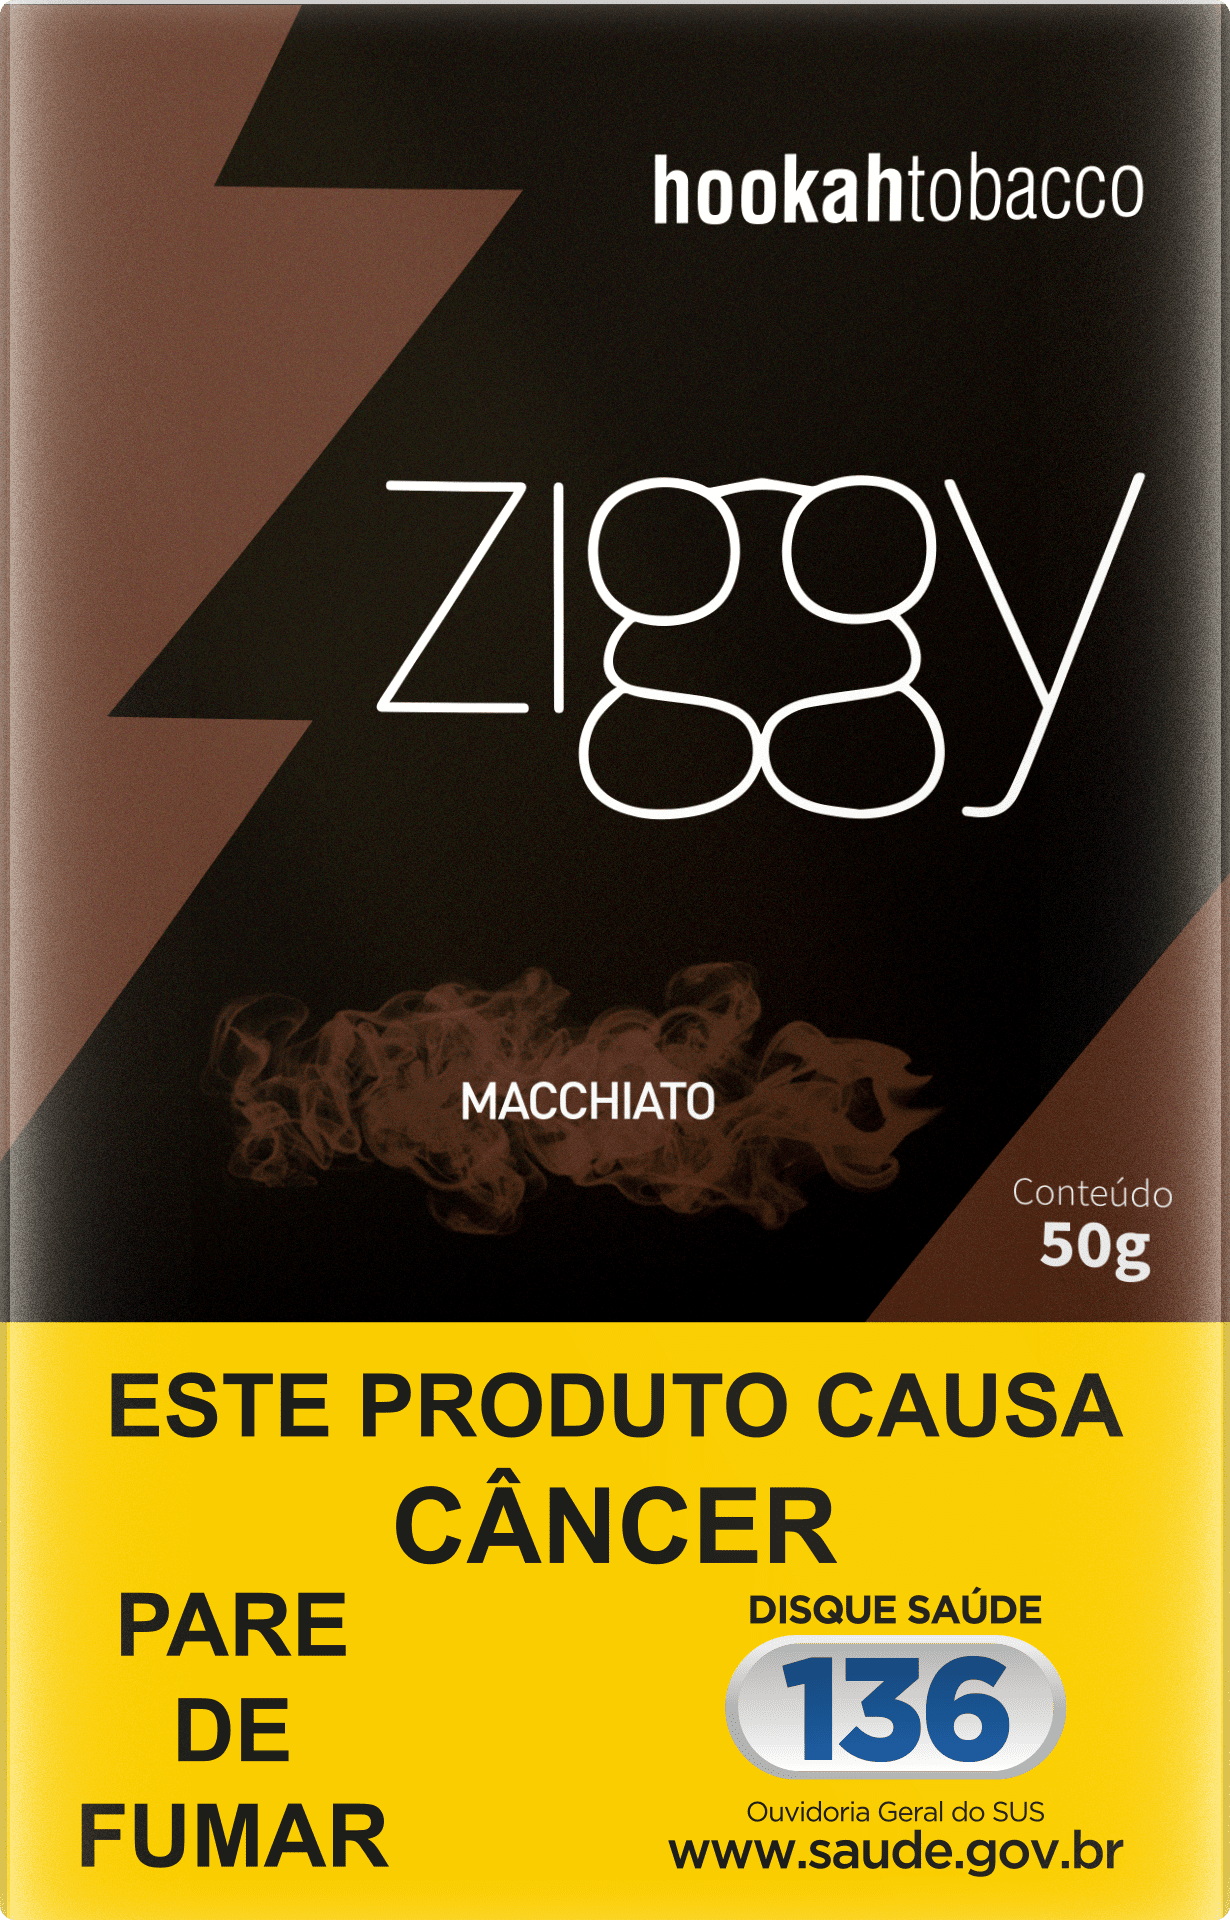 hookahtobacco
ziggy
MACCHIATO
Conteúdo
50g
ESTE PRODUTO CAUSA
CÂNCER
PARE
DE
FUMAR
DISQUE SAÚDE
136
Ouvidoria Geral do SUS
www.saude.gov.br